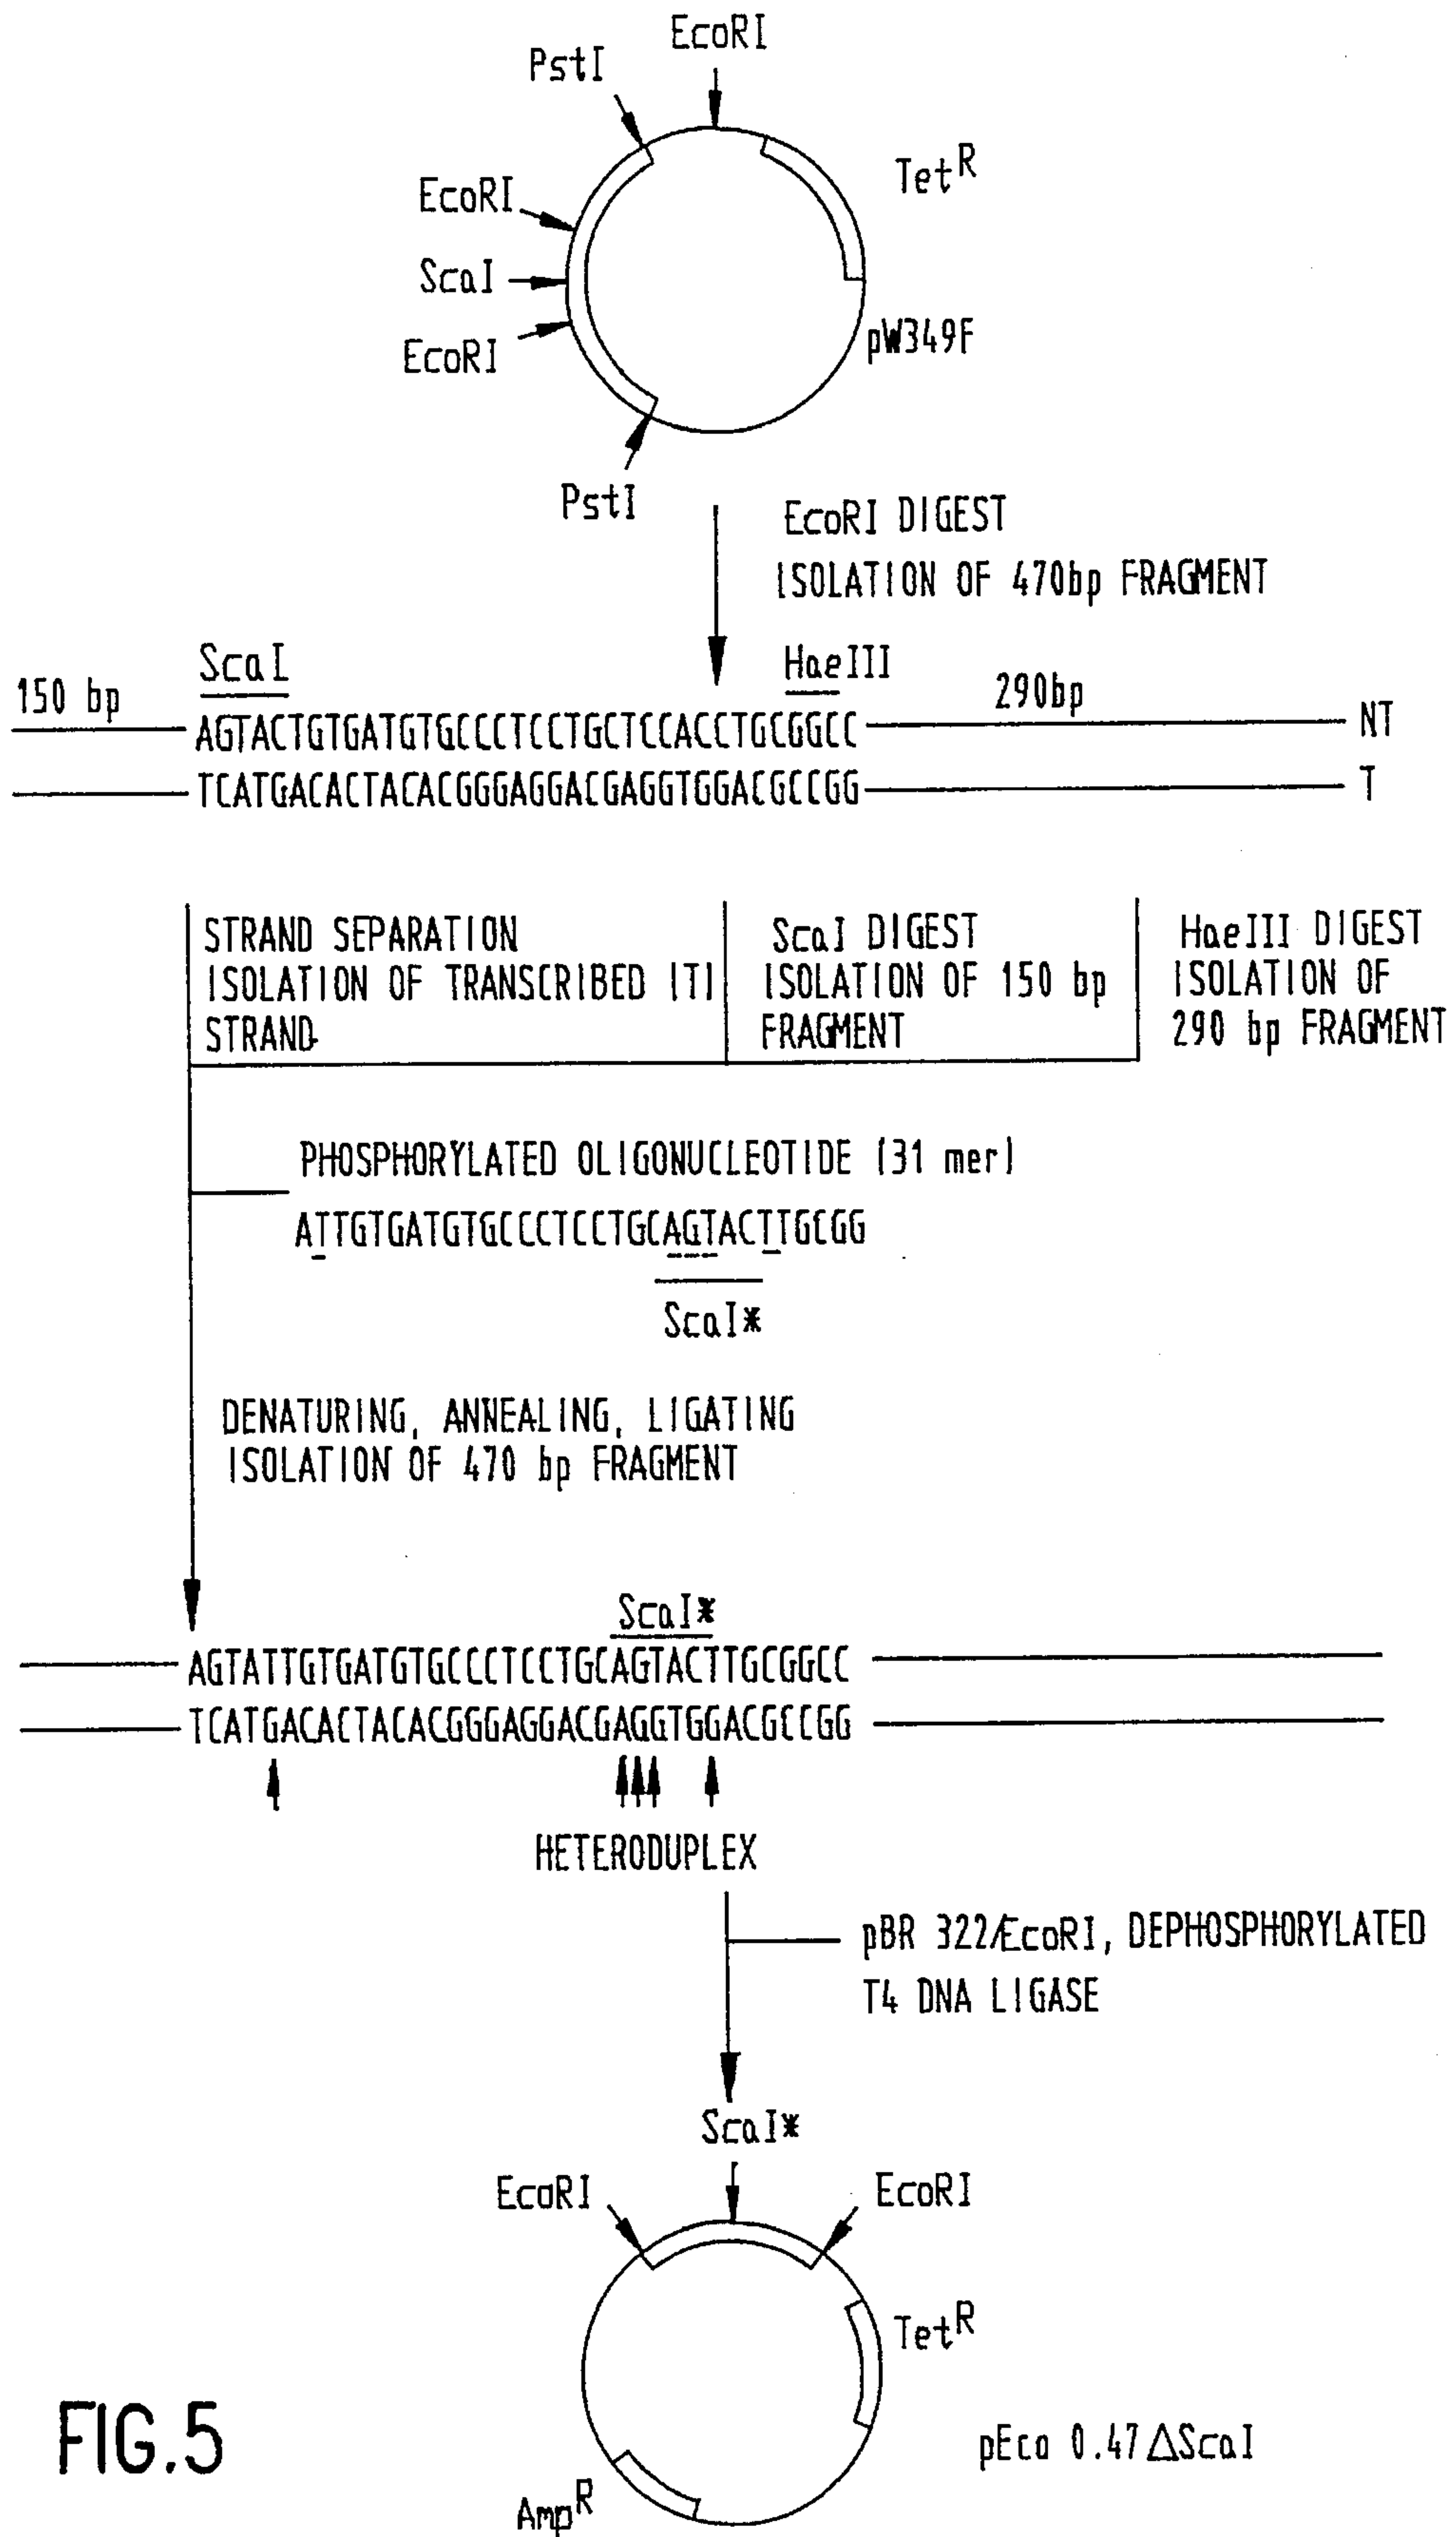 EcoRI
PstI
Tet^R
EcoRI
ScaI
pW349F
EcoRI
PstI
EcoRI DIGEST
ISOLATION OF 470bp FRAGMENT
ScaI
HaeIII
150 bp
290bp
AGTACTGTGATGTGCCCTCCTGCTCCACCTGCGGCC
NT
TCATGACACTACACGGGAGGACGAGGTGGACGCCGG
T
STRAND SEPARATION
ISOLATION OF TRANSCRIBED (T)
STRAND
ScaI DIGEST
ISOLATION OF 150 bp
FRAGMENT
HaeIII DIGEST
ISOLATION OF
290 bp FRAGMENT
PHOSPHORYLATED OLIGONUCLEOTIDE (31 mer)
ATTGTGATGTGCCCTCCTGCAGTACTTGCGG
ScaI*
DENATURING, ANNEALING, LIGATING
ISOLATION OF 470 bp FRAGMENT
ScaI*
AGTATTGTGATGTGCCCTCCTGCAGTACTTGCGGCC
TCATGACACTACACGGGAGGACGAGGTGGACGCCGG
HETERODUPLEX
pBR 322/EcoRI, DEPHOSPHORYLATED
T4 DNA LIGASE
ScaI*
EcoRI
EcoRI
Tet^R
pEco 0.47ΔScaI
Amp^R
FIG.5